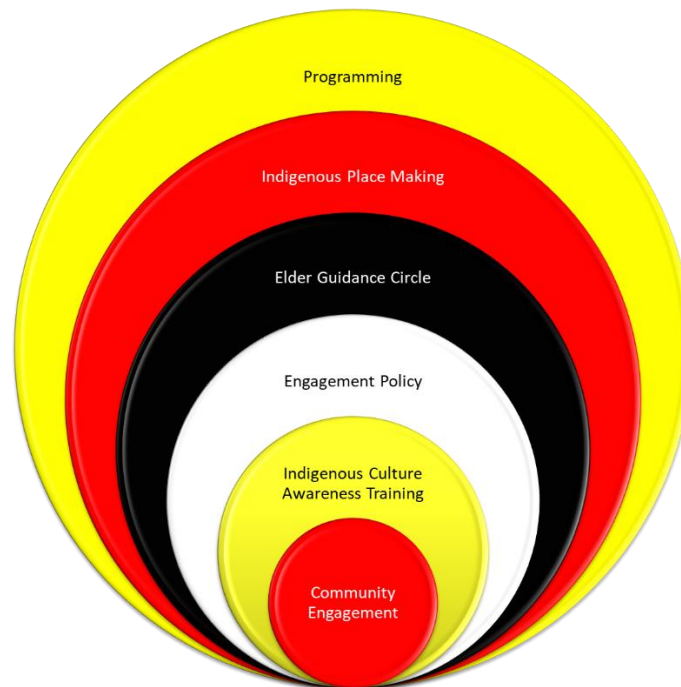 Programming
Indigenous Place Making
Elder Guidance Circle
Engagement Policy
Indigenous Culture
Awareness Training
Community
Engagement